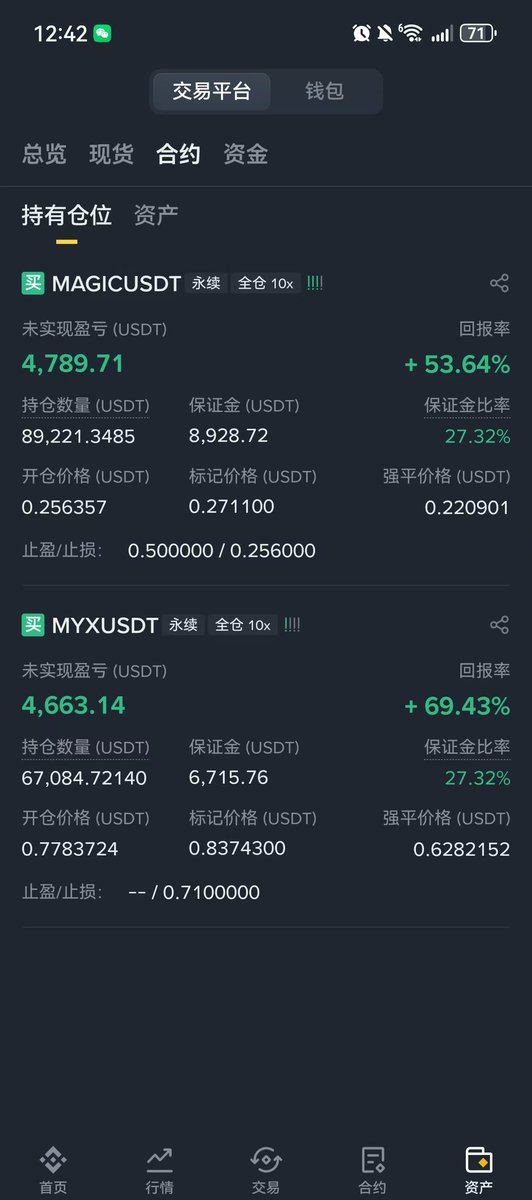 12:42 6 71
交易平台 钱包
总览 现货 合约 资金
持有仓位 资产
买 MAGICUSDT 永续 全仓 10x !!!!
未实现盈亏 (USDT) 回报率
4,789.71 + 53.64%
持仓数量 (USDT) 保证金 (USDT) 保证金比率
89,221.3485 8,928.72 27.32%
开仓价格 (USDT) 标记价格 (USDT) 强平价格 (USDT)
0.256357 0.271100 0.220901
止盈/止损: 0.500000 / 0.256000
买 MYXUSDT 永续 全仓 10x !!!!
未实现盈亏 (USDT) 回报率
4,663.14 + 69.43%
持仓数量 (USDT) 保证金 (USDT) 保证金比率
67,084.72140 6,715.76 27.32%
开仓价格 (USDT) 标记价格 (USDT) 强平价格 (USDT)
0.7783724 0.8374300 0.6282152
止盈/止损: -- / 0.7100000
首页 行情 交易 合约 资产